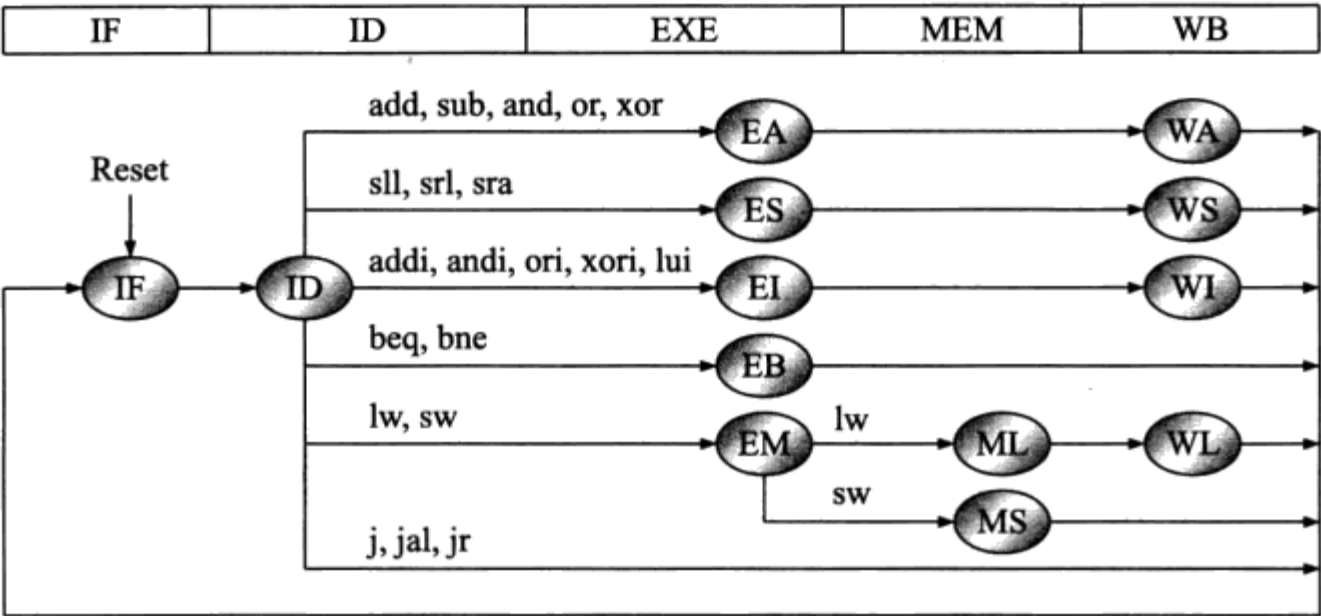 IF ID EXE MEM WB
add, sub, and, or, xor
EA WA
Reset
sll, srl, sra
ES WS
addi, andi, ori, xori, lui
IF ID EI WI
beq, bne
EB
lw, sw
lw
EM ML WL
sw
MS
j, jal, jr